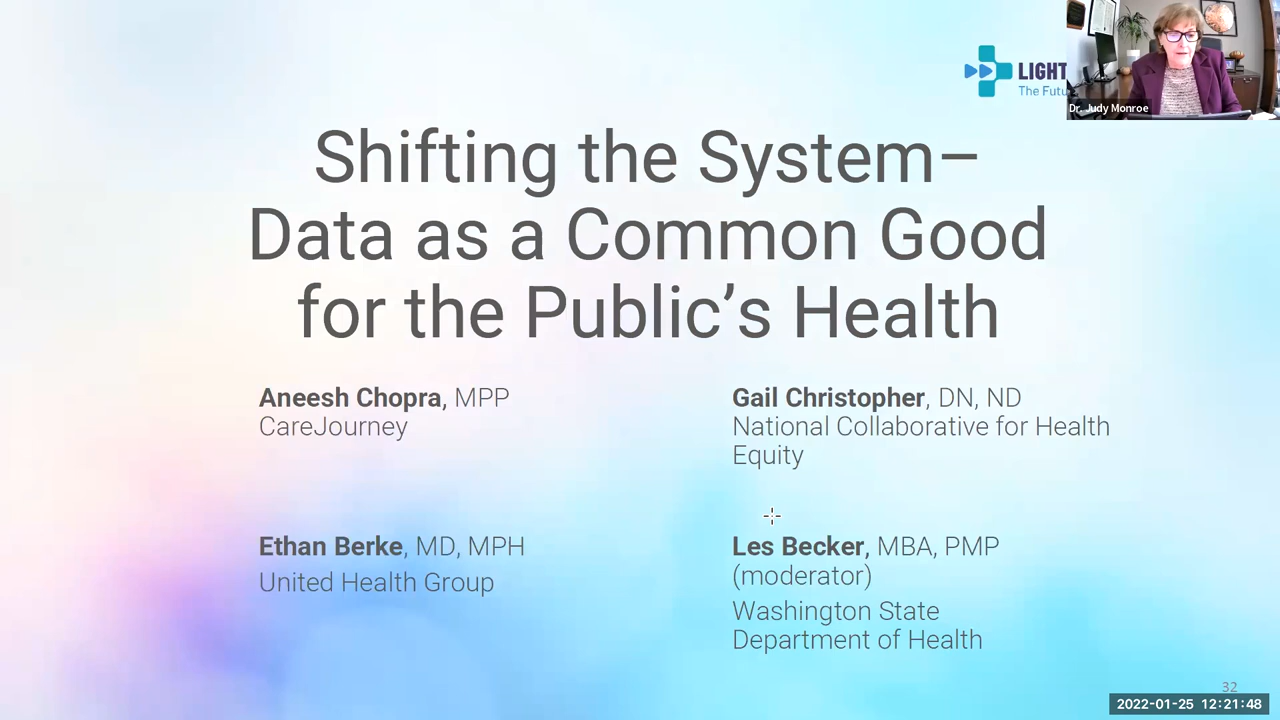 LIGHT
The Futu
Dr. Judy Monroe
Shifting the System–
Data as a Common Good
for the Public’s Health
Aneesh Chopra, MPP
CareJourney
Gail Christopher, DN, ND
National Collaborative for Health
Equity
Ethan Berke, MD, MPH
United Health Group
Les Becker, MBA, PMP
(moderator)
Washington State
Department of Health
32
2022-01-25 12:21:48